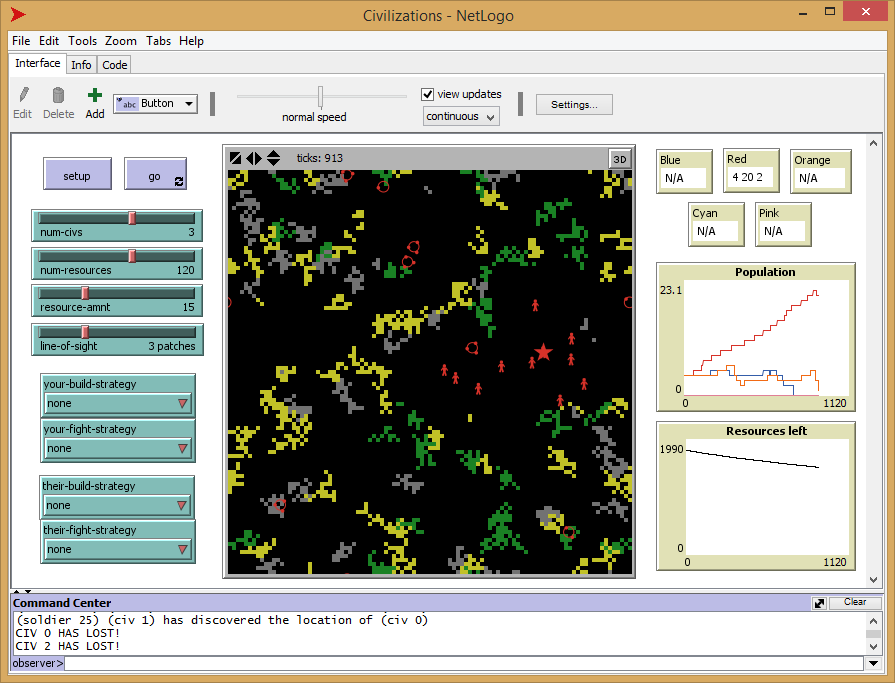 Civilizations - NetLogo
File Edit Tools Zoom Tabs Help
Interface Info Code
Edit Delete Add abc Button
normal speed
view updates
continuous
Settings...
setup go
num-civs 3
num-resources 120
resource-amnt 15
line-of-sight 3 patches
your-build-strategy
none
your-fight-strategy
none
their-build-strategy
none
their-fight-strategy
none
ticks: 913 3D
Blue
N/A
Red
4 20 2
Orange
N/A
Cyan
N/A
Pink
N/A
Population
23.1
0
0 1120
Resources left
1990
0
0 1120
Command Center Clear
(soldier 25) (civ 1) has discovered the location of (civ 0)
CIV 0 HAS LOST!
CIV 2 HAS LOST!
observer>